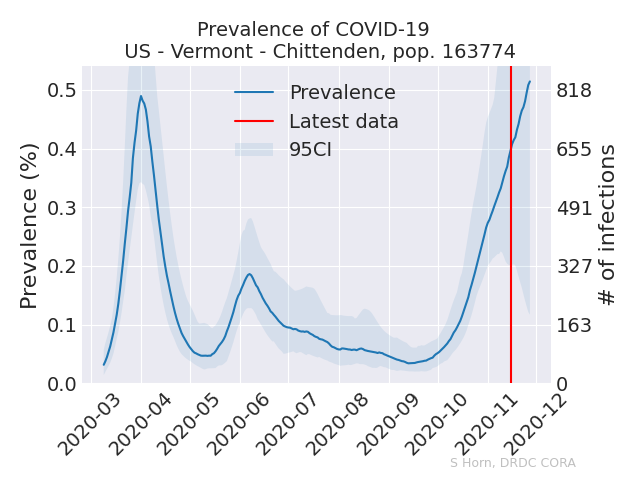 Prevalence of COVID-19
US - Vermont - Chittenden, pop. 163774
Prevalence
Latest data
95CI
Prevalence (%)
0.5
0.4
0.3
0.2
0.1
0.0
818
655
491
327
163
0
# of infections
2020-03
2020-04
2020-05
2020-06
2020-07
2020-08
2020-09
2020-10
2020-11
2020-12
S Horn, DRDC CORA